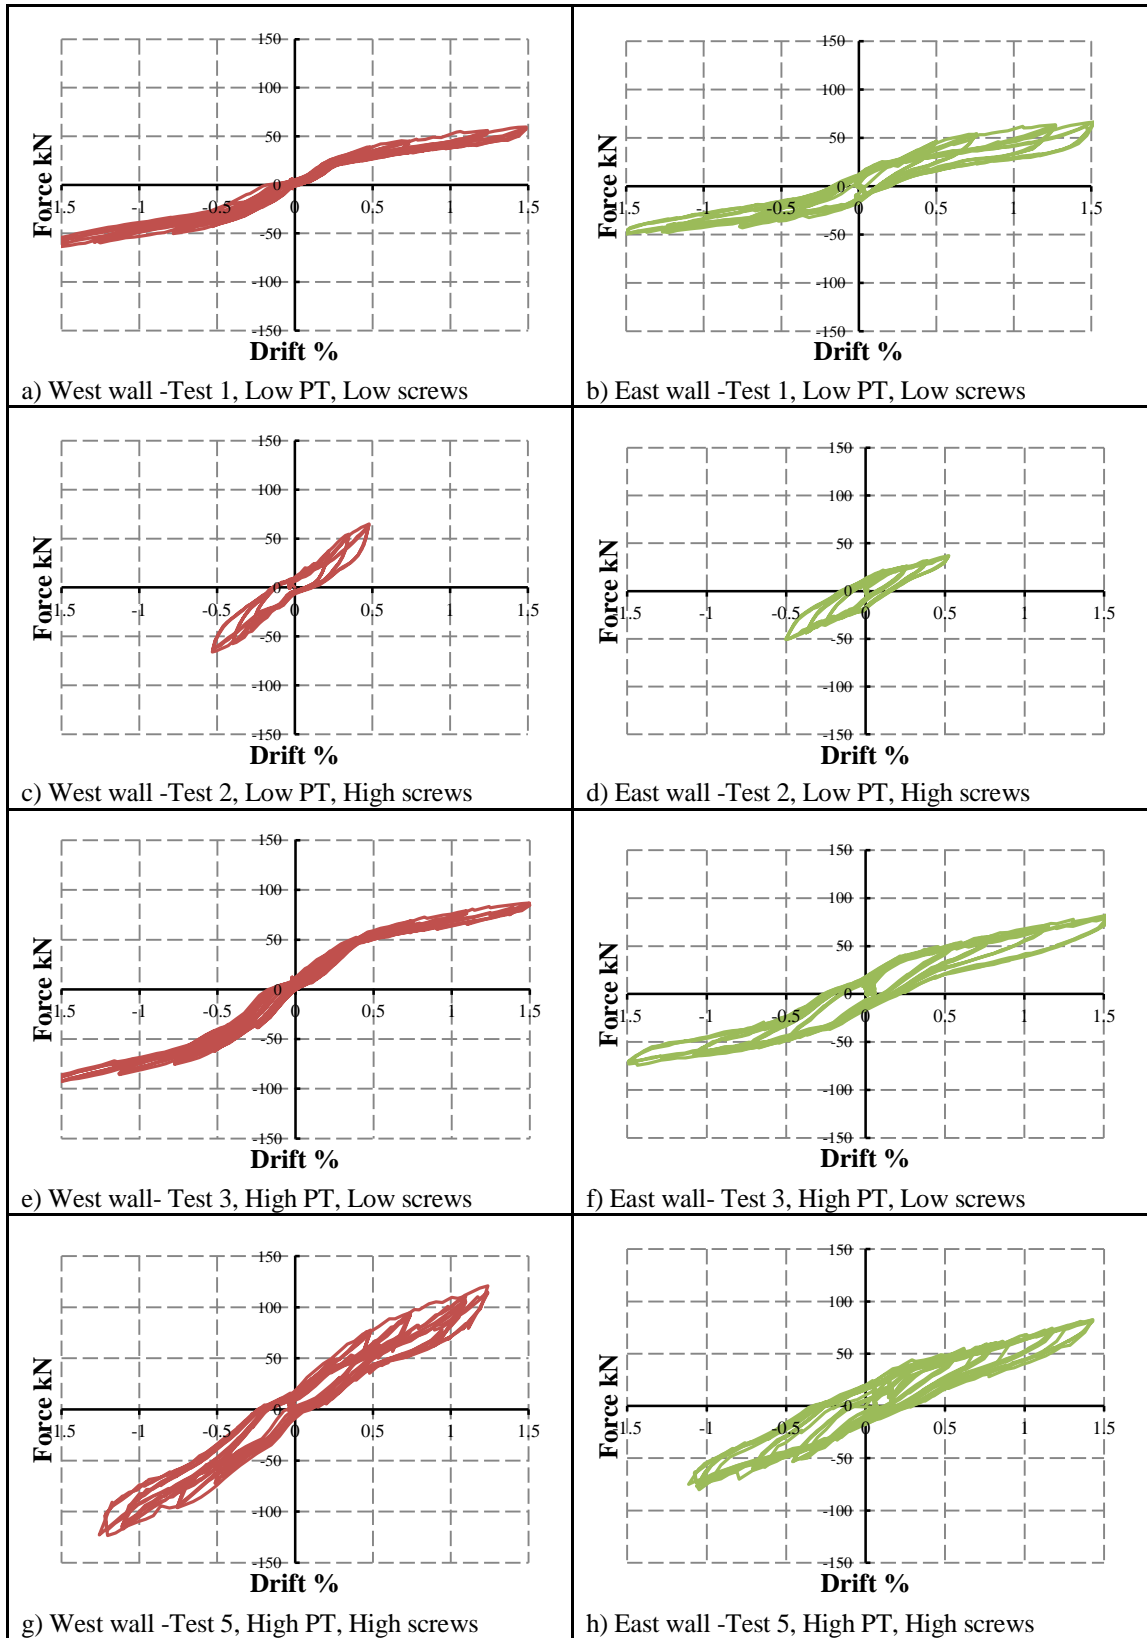 150
100
50
0
1.5 -1 -0.5 0 0.5 1 1.5
-50
-100
-150
Force kN
Drift %
a) West wall -Test 1, Low PT, Low screws
150
100
50
0
1.5 -1 -0.5 0 0.5 1 1.5
-50
-100
-150
Force kN
Drift %
b) East wall -Test 1, Low PT, Low screws
150
100
50
0
1.5 -1 -0.5 0 0.5 1 1.5
-50
-100
-150
Force kN
Drift %
c) West wall -Test 2, Low PT, High screws
150
100
50
0
1.5 -1 -0.5 0 0.5 1 1.5
-50
-100
-150
Force kN
Drift %
d) East wall -Test 2, Low PT, High screws
150
100
50
0
1.5 -1 -0.5 0 0.5 1 1.5
-50
-100
-150
Force kN
Drift %
e) West wall- Test 3, High PT, Low screws
150
100
50
0
1.5 -1 -0.5 0 0.5 1 1.5
-50
-100
-150
Force kN
Drift %
f) East wall- Test 3, High PT, Low screws
150
100
50
0
1.5 -1 -0.5 0 0.5 1 1.5
-50
-100
-150
Force kN
Drift %
g) West wall -Test 5, High PT, High screws
150
100
50
0
1.5 -1 -0.5 0 0.5 1 1.5
-50
-100
-150
Force kN
Drift %
h) East wall -Test 5, High PT, High screws